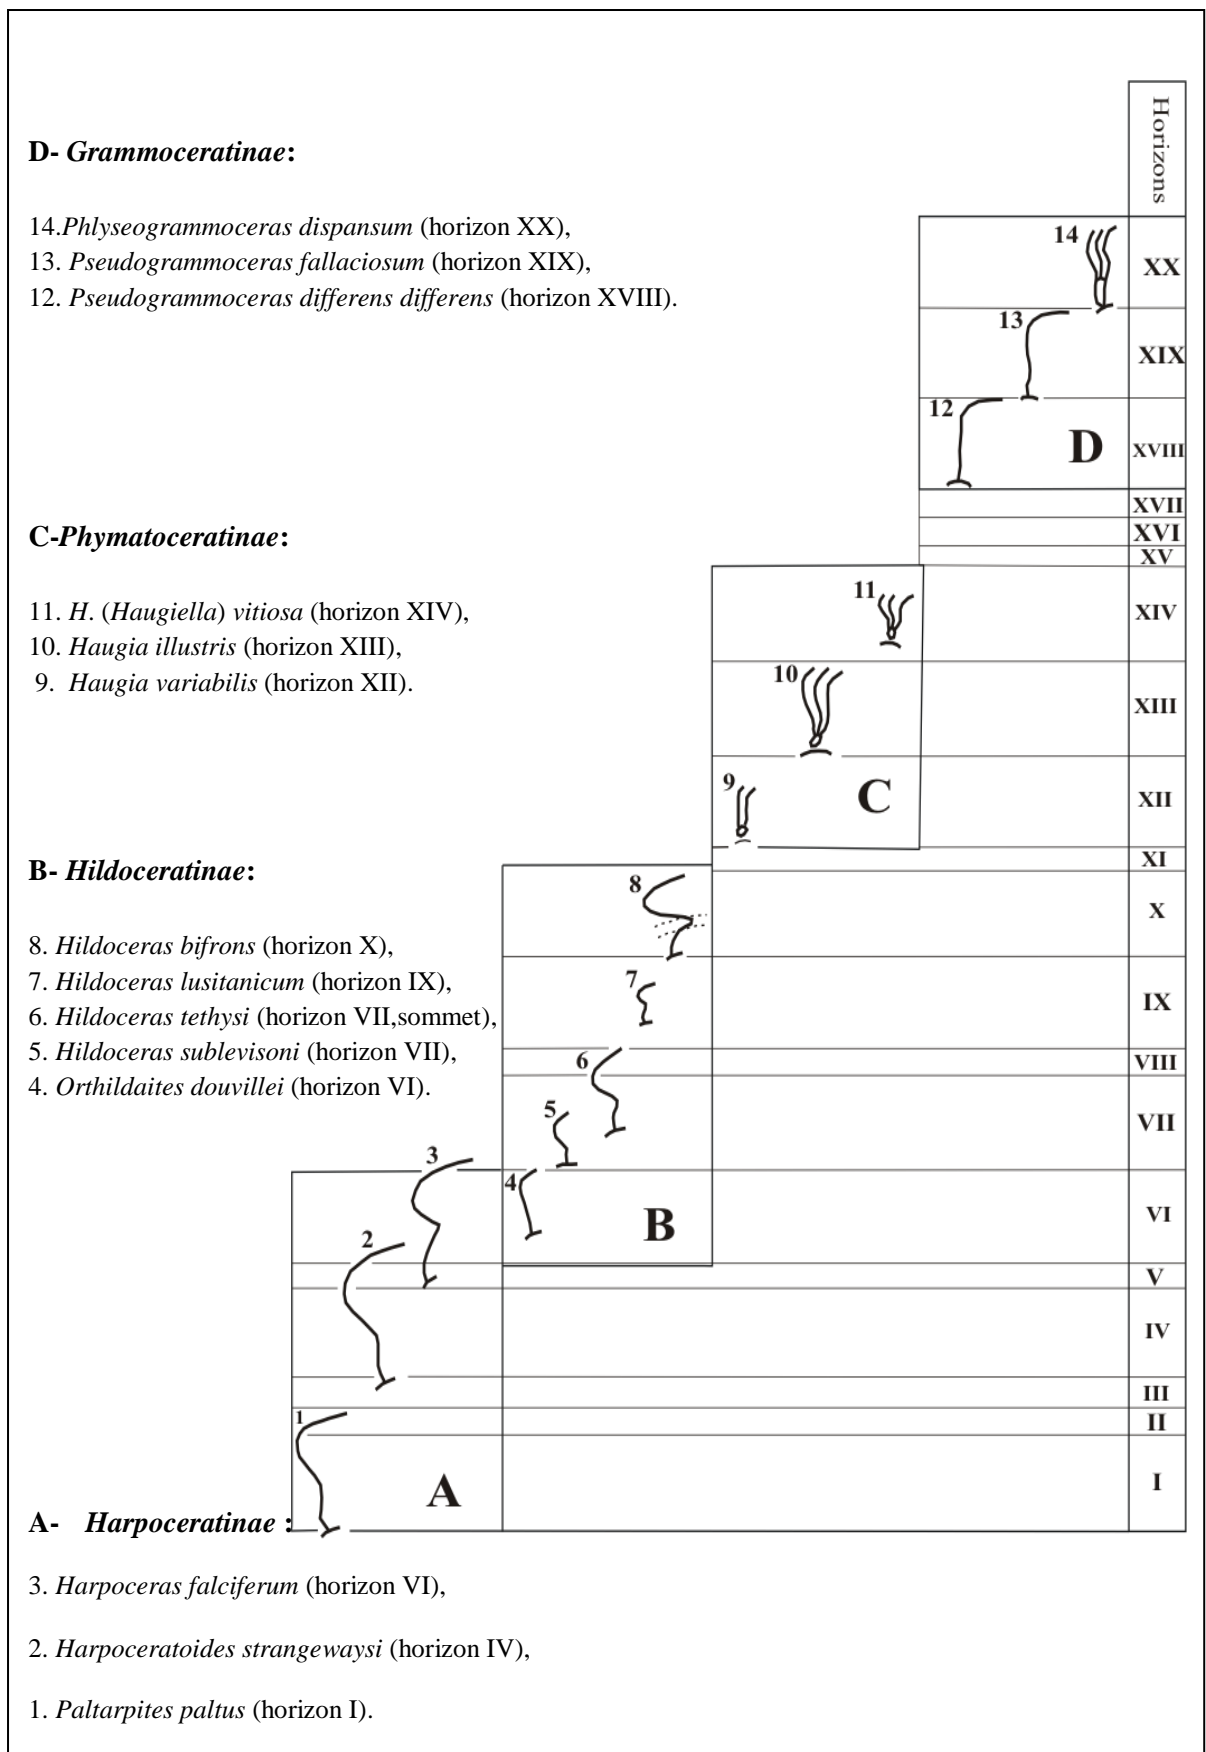 Horizons
D- Grammoceratinae:
14.Phlyseogrammoceras dispansum (horizon XX),
13. Pseudogrammoceras fallaciosum (horizon XIX),
12. Pseudogrammoceras differens differens (horizon XVIII).
14
XX
13
XIX
12
D
XVIII
XVII
XVI
XV
C-Phymatoceratinae:
11. H. (Haugiella) vitiosa (horizon XIV),
10. Haugia illustris (horizon XIII),
9. Haugia variabilis (horizon XII).
11
XIV
10
XIII
9
C
XII
XI
B- Hildoceratinae:
8. Hildoceras bifrons (horizon X),
7. Hildoceras lusitanicum (horizon IX),
6. Hildoceras tethysi (horizon VII,sommet),
5. Hildoceras sublevisoni (horizon VII),
4. Orthildaites douvillei (horizon VI).
8
X
7
IX
6
VIII
5
VII
3
4
2
B
VI
V
IV
III
1
II
A
I
A- Harpoceratinae :
3. Harpoceras falciferum (horizon VI),
2. Harpoceratoides strangewaysi (horizon IV),
1. Paltarpites paltus (horizon I).